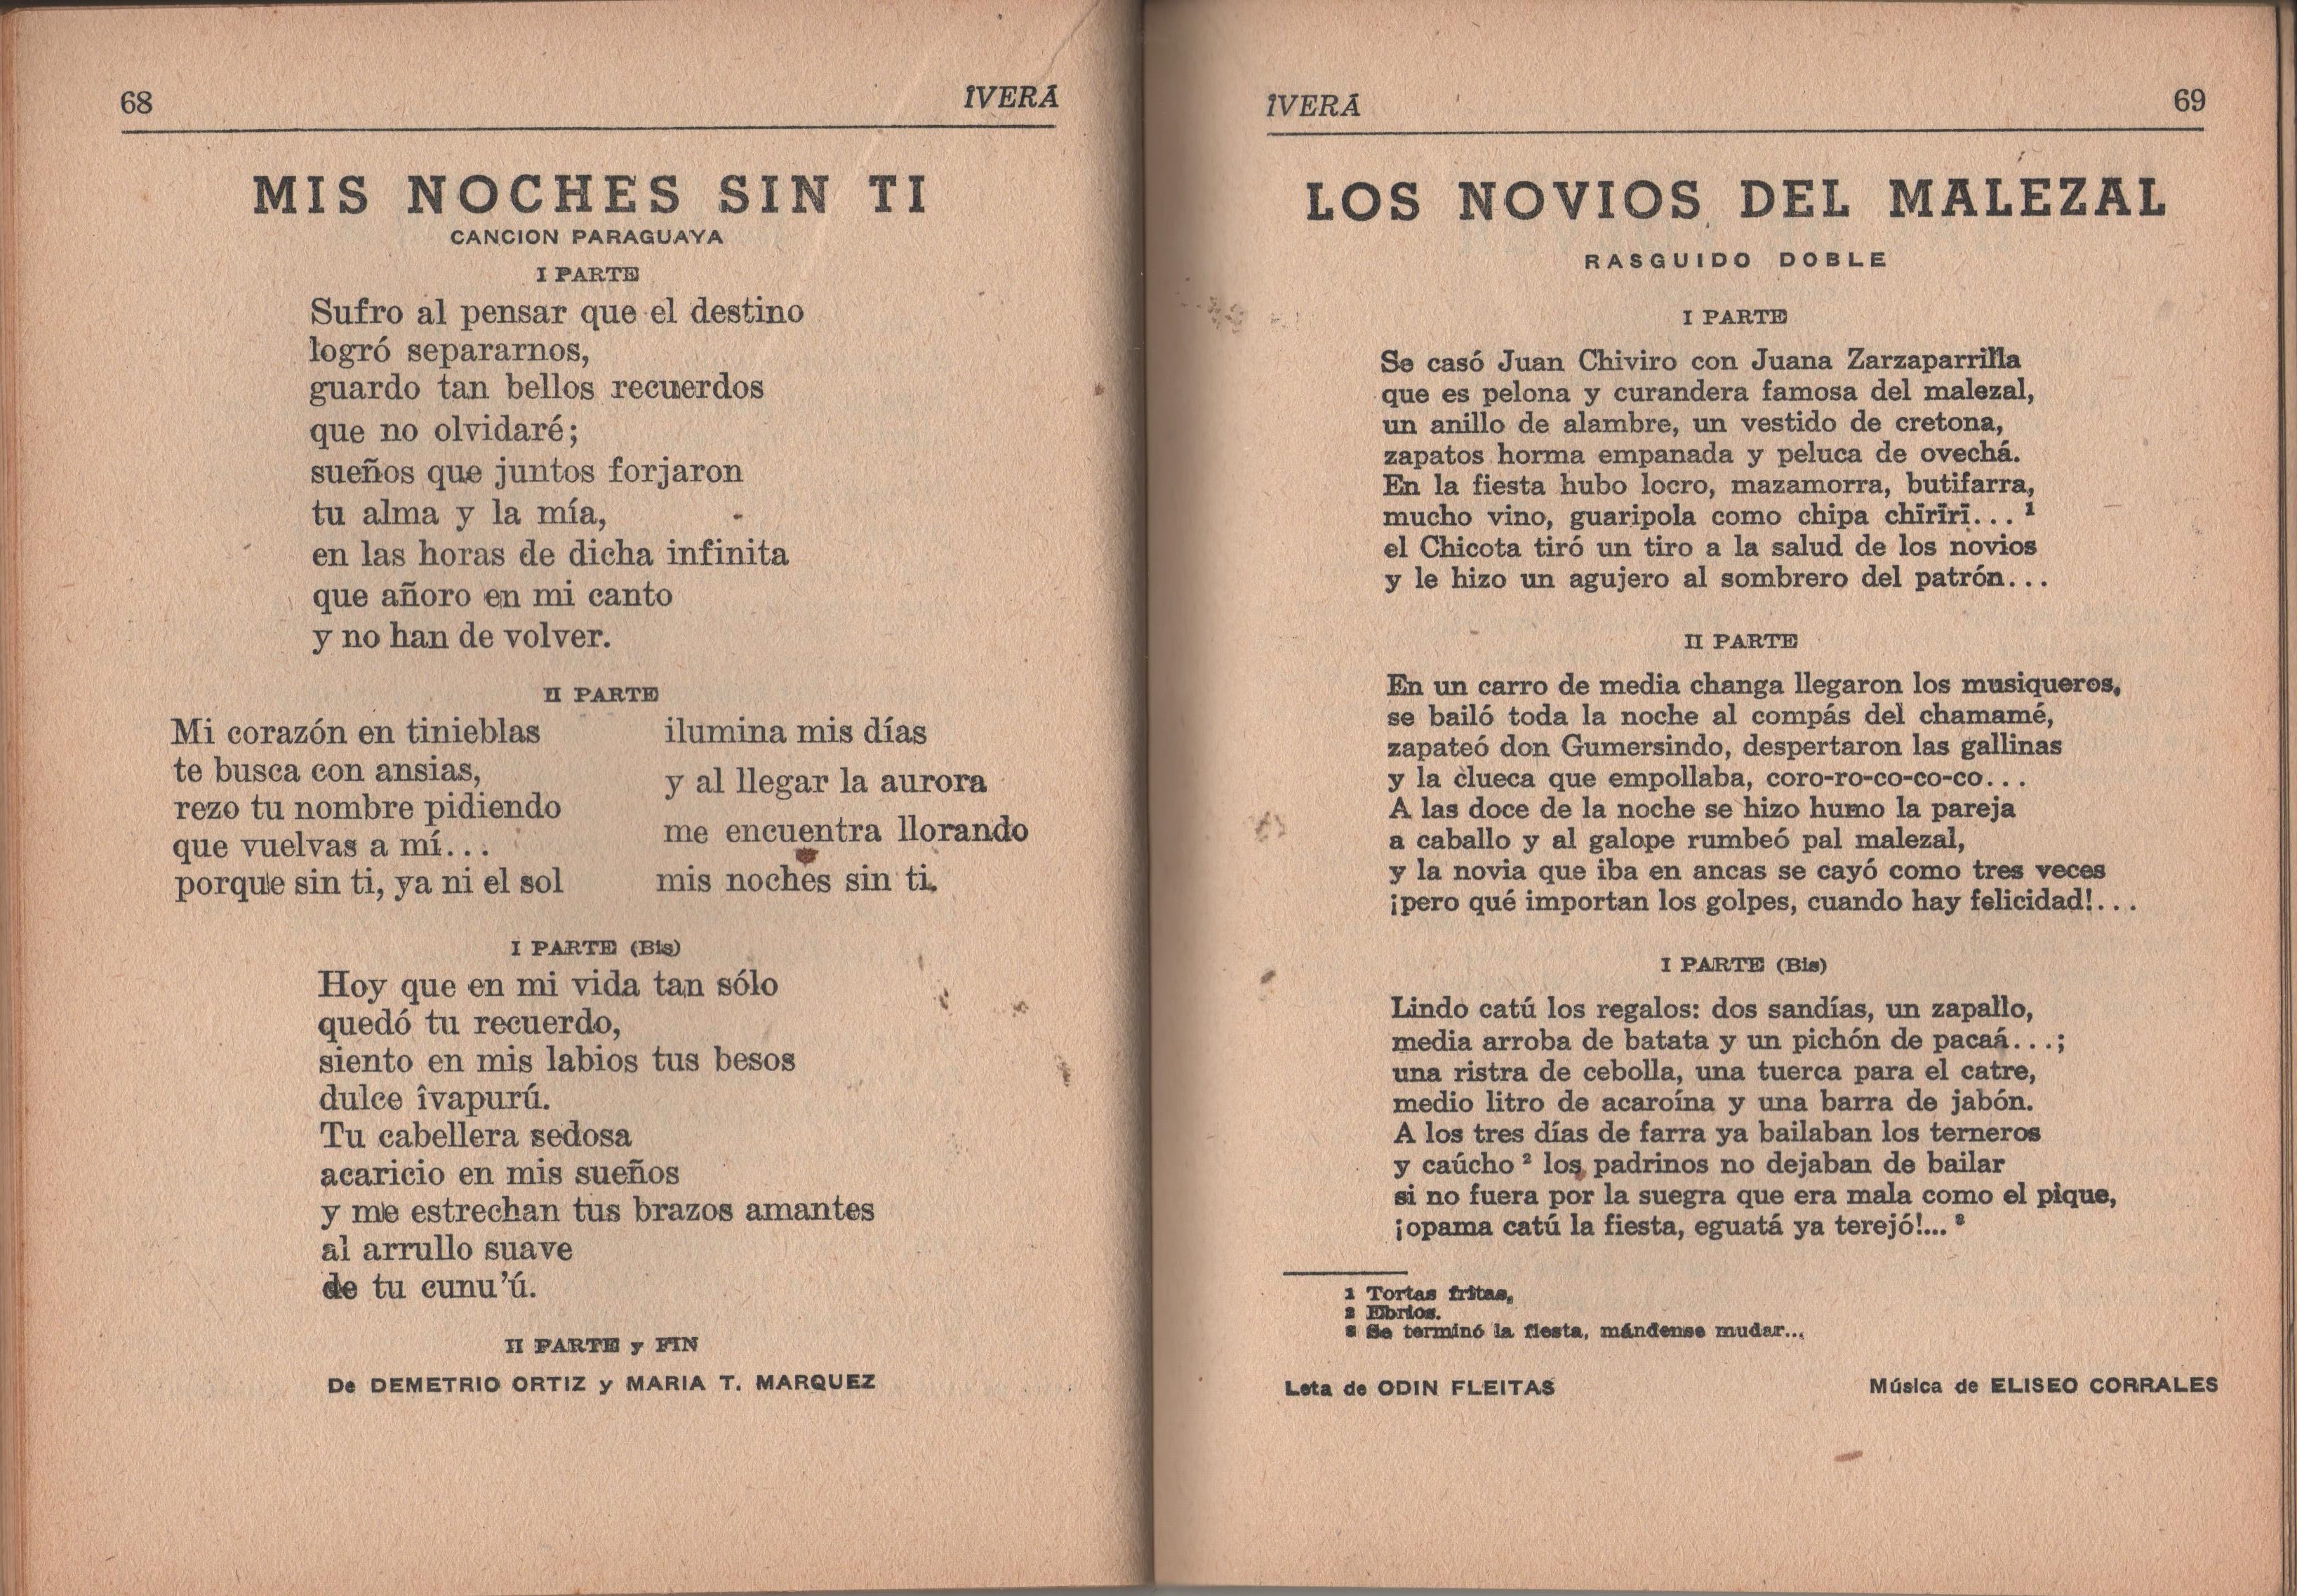 68
ÎVERÃ
MIS NOCHES SIN TI
CANCION PARAGUAYA
I PARTE
Sufro al pensar que el destino
logró separarnos,
guardo tan bellos recuerdos
que no olvidaré;
sueños que juntos forjaron
tu alma y la mía,
en las horas de dicha infinita
que añoro en mi canto
y no han de volver.
II PARTE
Mi corazón en tinieblas
te busca con ansias,
rezo tu nombre pidiendo
que vuelvas a mí...
porque sin ti, ya ni el sol
ilumina mis días
y al llegar la aurora
me encuentra llorando
mis noches sin ti.
I PARTE (Bis)
Hoy que en mi vida tan sólo
quedó tu recuerdo,
siento en mis labios tus besos
dulce îvapurú.
Tu cabellera sedosa
acaricio en mis sueños
y me estrechan tus brazos amantes
al arrullo suave
de tu cunu'ú.
II PARTE y FIN
De DEMETRIO ORTIZ y MARIA T. MARQUEZ
ÎVERÃ
69
LOS NOVIOS DEL MALEZAL
RASGUIDO DOBLE
I PARTE
Se casó Juan Chiviro con Juana Zarzaparrilla
que es pelona y curandera famosa del malezal,
un anillo de alambre, un vestido de cretona,
zapatos horma empanada y peluca de ovechá.
En la fiesta hubo locro, mazamorra, butifarra,
mucho vino, guaripola como chipa chīrīrī... ¹
el Chicota tiró un tiro a la salud de los novios
y le hizo un agujero al sombrero del patrón...
II PARTE
En un carro de media changa llegaron los musiqueros,
se bailó toda la noche al compás del chamamé,
zapateó don Gumersindo, despertaron las gallinas
y la clueca que empollaba, coro-ro-co-co-co...
A las doce de la noche se hizo humo la pareja
a caballo y al galope rumbeó pal malezal,
y la novia que iba en ancas se cayó como tres veces
¡pero qué importan los golpes, cuando hay felicidad!...
I PARTE (Bis)
Lindo catú los regalos: dos sandías, un zapallo,
media arroba de batata y un pichón de pacaá...;
una ristra de cebolla, una tuerca para el catre,
medio litro de acaroína y una barra de jabón.
A los tres días de farra ya bailaban los terneros
y caúcho ² los padrinos no dejaban de bailar
si no fuera por la suegra que era mala como el pique,
¡opama catú la fiesta, eguatá ya terejó!... ³
1 Tortas fritas,
2 Ebrios.
3 Se terminó la fiesta, mándense mudar...
Leta de ODIN FLEITAS
Música de ELISEO CORRALES